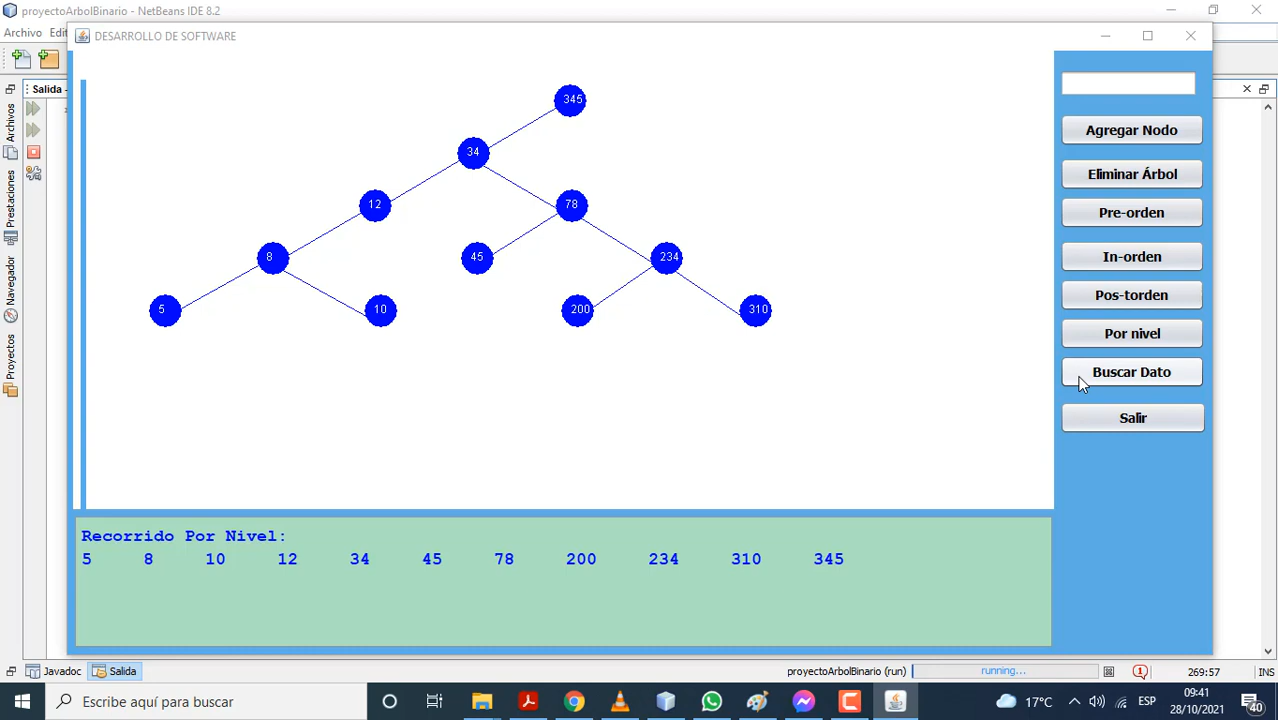 proyectoArbolBinario - NetBeans IDE 8.2
Archivo Edi
DESARROLLO DE SOFTWARE
Salida -
Archivos
Prestaciones
Navegador
Proyectos
345
34
12
78
8
45
234
5
10
200
310
Agregar Nodo
Eliminar Árbol
Pre-orden
In-orden
Pos-torden
Por nivel
Buscar Dato
Salir
Recorrido Por Nivel:
5 8 10 12 34 45 78 200 234 310 345
Javadoc Salida
proyectoArbolBinario (run) running... 1 269:57 INS
Escribe aquí para buscar
17°C ESP
09:41
28/10/2021
40